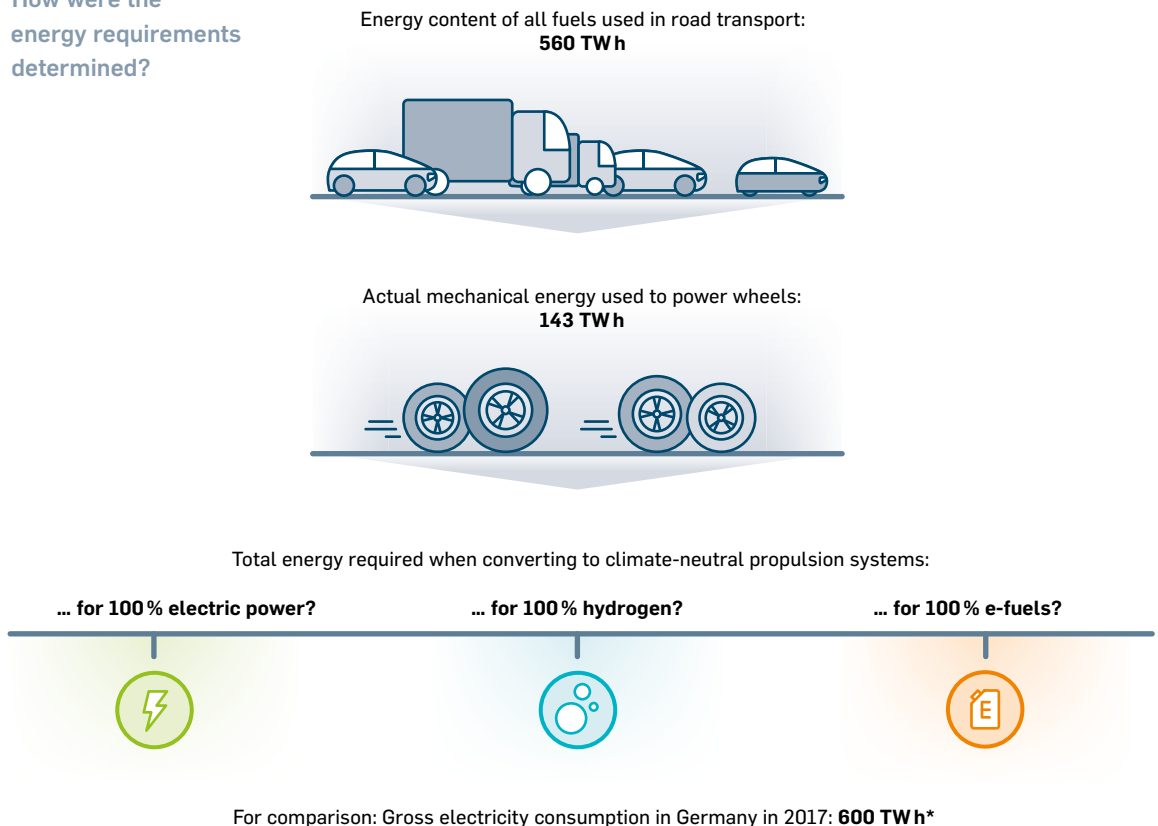 How were the
energy requirements
determined?
Energy content of all fuels used in road transport:
560 TWh
Actual mechanical energy used to power wheels:
143 TWh
Total energy required when converting to climate-neutral propulsion systems:
... for 100 % electric power?
... for 100 % hydrogen?
... for 100 % e-fuels?
E
For comparison: Gross electricity consumption in Germany in 2017: 600 TWh*